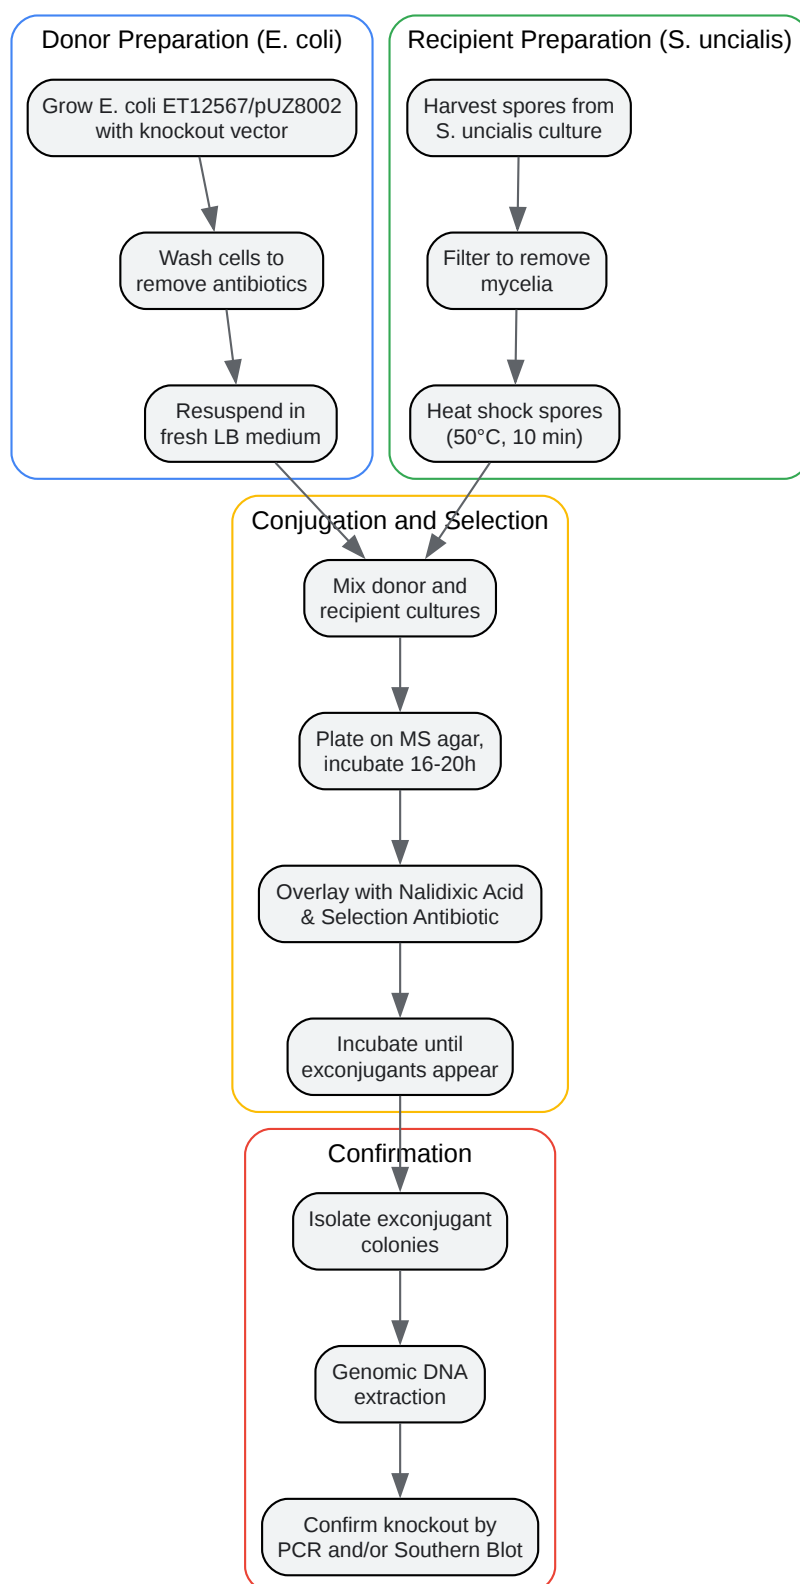 Donor Preparation (E. coli)
Grow E. coli ET12567/pUZ8002
with knockout vector
Wash cells to
remove antibiotics
Resuspend in
fresh LB medium
Recipient Preparation (S. uncialis)
Harvest spores from
S. uncialis culture
Filter to remove
mycelia
Heat shock spores
(50°C, 10 min)
Conjugation and Selection
Mix donor and
recipient cultures
Plate on MS agar,
incubate 16-20h
Overlay with Nalidixic Acid
& Selection Antibiotic
Incubate until
exconjugants appear
Confirmation
Isolate exconjugant
colonies
Genomic DNA
extraction
Confirm knockout by
PCR and/or Southern Blot